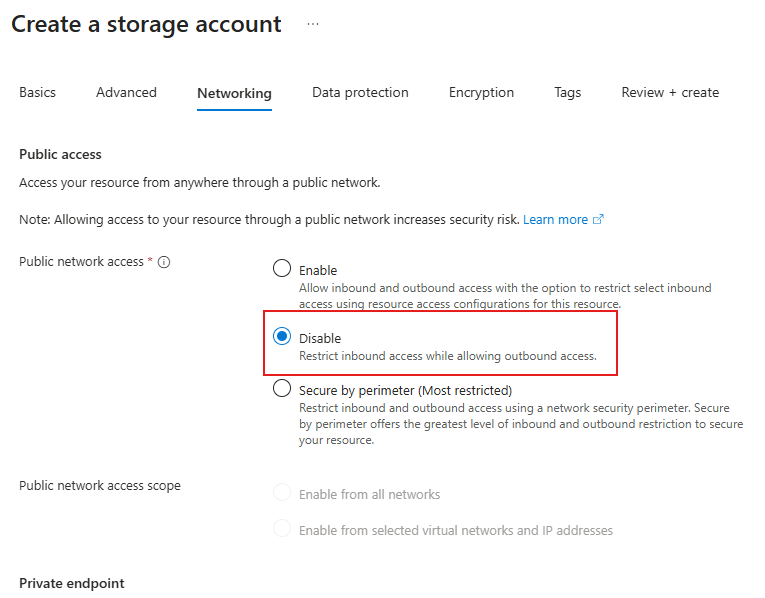 Create a storage account ...
Basics Advanced Networking Data protection Encryption Tags Review + create
Public access
Access your resource from anywhere through a public network.
Note: Allowing access to your resource through a public network increases security risk. Learn more
Public network access *
Enable
Allow inbound and outbound access with the option to restrict select inbound
access using resource access configurations for this resource.
Disable
Restrict inbound access while allowing outbound access.
Secure by perimeter (Most restricted)
Restrict inbound and outbound access using a network security perimeter. Secure
by perimeter offers the greatest level of inbound and outbound restriction to secure
your resource.
Public network access scope
Enable from all networks
Enable from selected virtual networks and IP addresses
Private endpoint